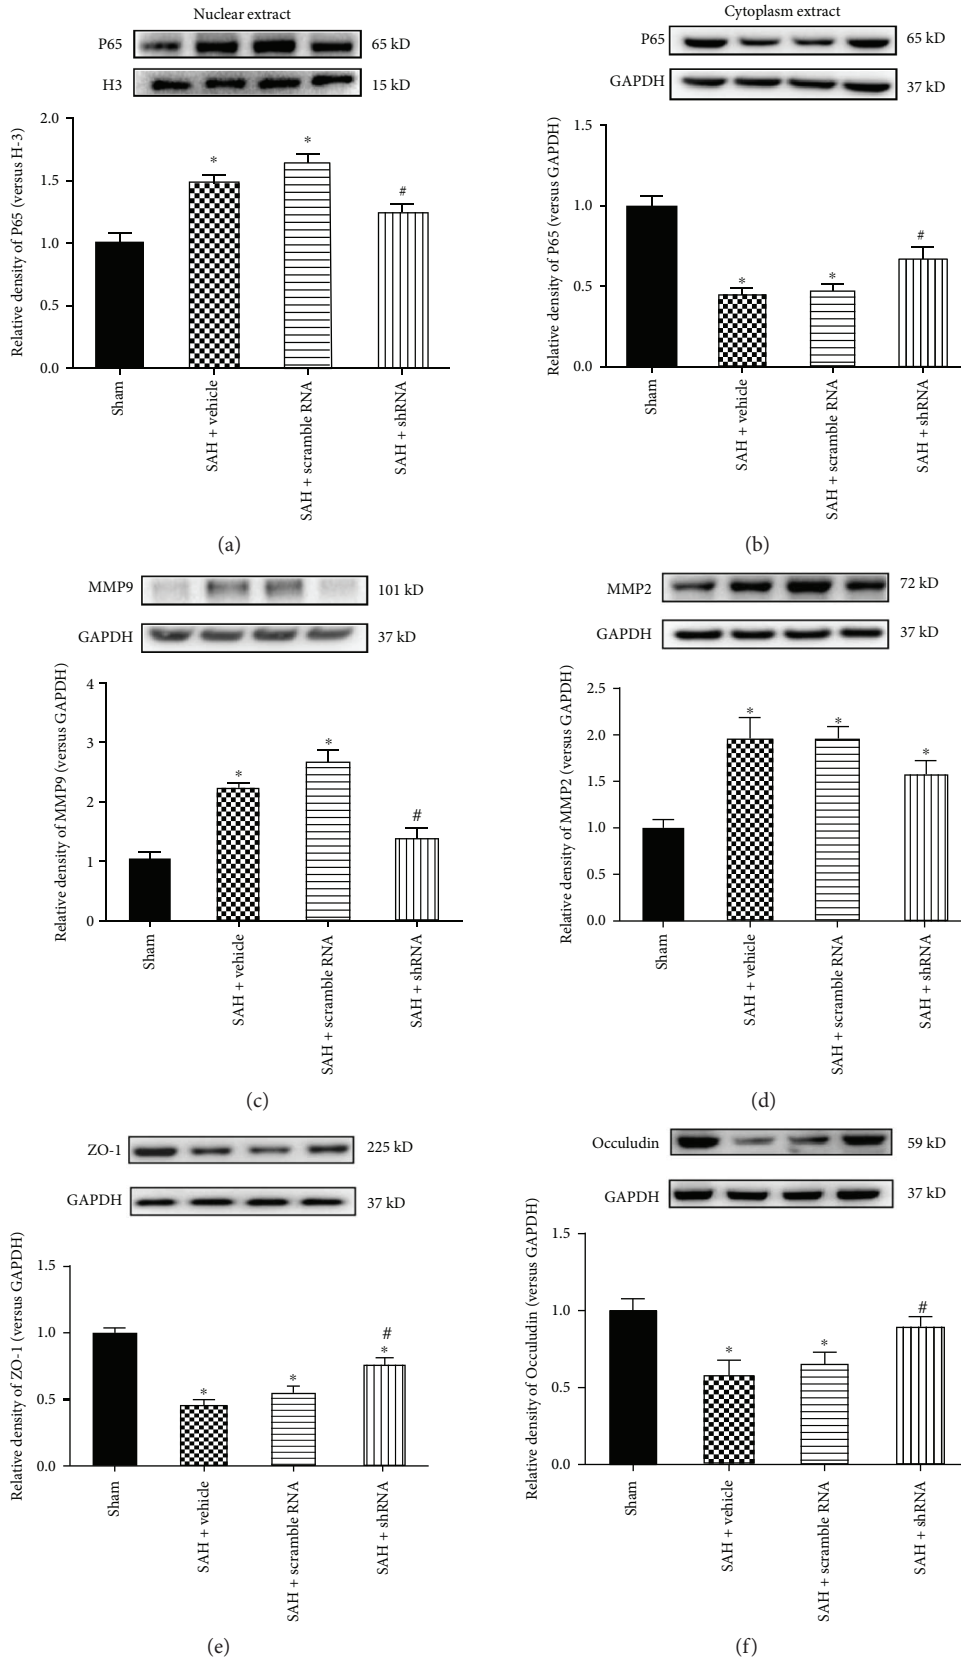 Nuclear extract
P65
65 kD
H3
15 kD
Relative density of P65 (versus H-3)
2.0
1.5
1.0
0.5
0.0
*
*
#
Sham
SAH + vehicle
SAH + scramble RNA
SAH + shRNA
(a)
Cytoplasm extract
P65
65 kD
GAPDH
37 kD
Relative density of P65 (versus GAPDH)
1.5
1.0
0.5
0.0
*
*
#
Sham
SAH + vehicle
SAH + scramble RNA
SAH + shRNA
(b)
MMP9
101 kD
GAPDH
37 kD
Relative density of MMP9 (versus GAPDH)
4
3
2
1
0
*
*
#
Sham
SAH + vehicle
SAH + scramble RNA
SAH + shRNA
(c)
MMP2
72 kD
GAPDH
37 kD
Relative density of MMP2 (versus GAPDH)
2.5
2.0
1.5
1.0
0.5
0.0
*
*
*
Sham
SAH + vehicle
SAH + scramble RNA
SAH + shRNA
(d)
ZO-1
225 kD
GAPDH
37 kD
Relative density of ZO-1 (versus GAPDH)
1.5
1.0
0.5
0.0
*
*
#
*
Sham
SAH + vehicle
SAH + scramble RNA
SAH + shRNA
(e)
Occuludin
59 kD
GAPDH
37 kD
Relative density of Occuludin (versus GAPDH)
1.5
1.0
0.5
0.0
*
*
#
Sham
SAH + vehicle
SAH + scramble RNA
SAH + shRNA
(f)